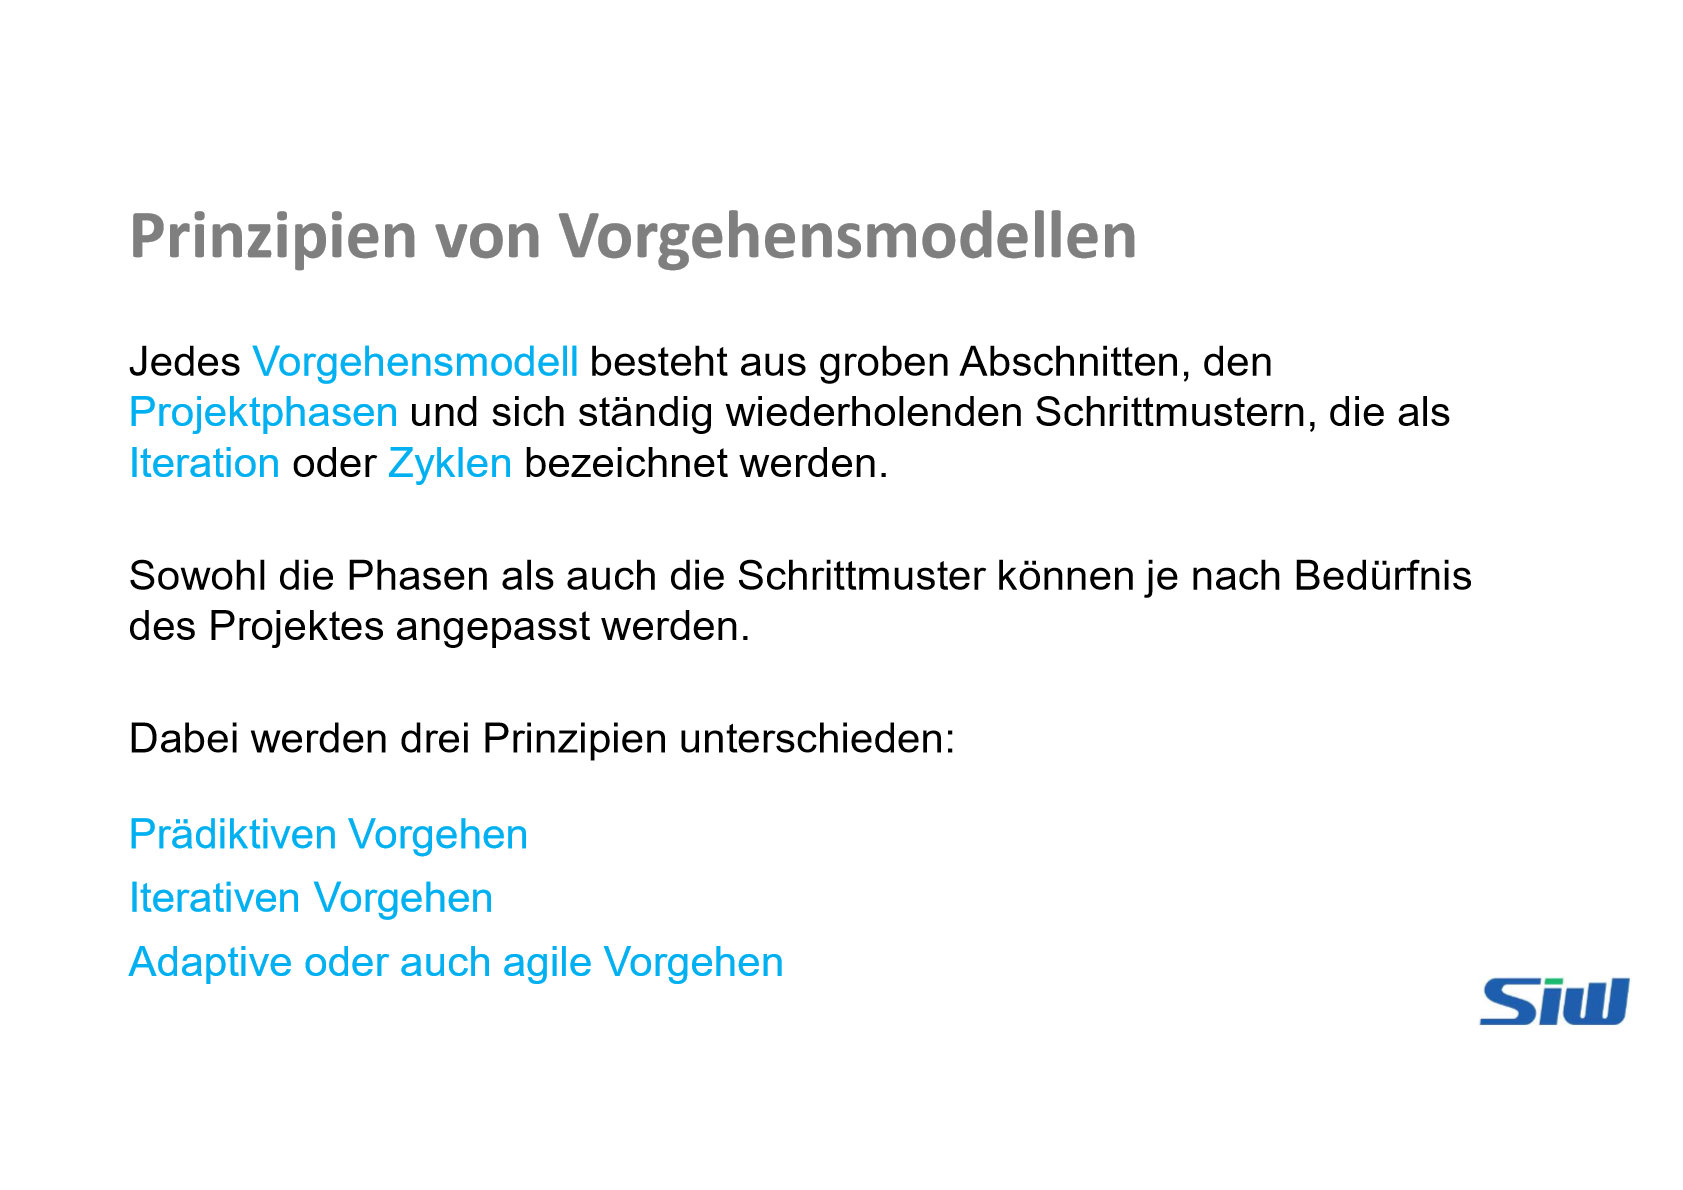 Prinzipien von Vorgehensmodellen
Jedes Vorgehensmodell besteht aus groben Abschnitten, den
Projektphasen und sich ständig wiederholenden Schrittmustern, die als
Iteration oder Zyklen bezeichnet werden.
Sowohl die Phasen als auch die Schrittmuster können je nach Bedürfnis
des Projektes angepasst werden.
Dabei werden drei Prinzipien unterschieden:
Prädiktiven Vorgehen
Iterativen Vorgehen
Adaptive oder auch agile Vorgehen
Siw